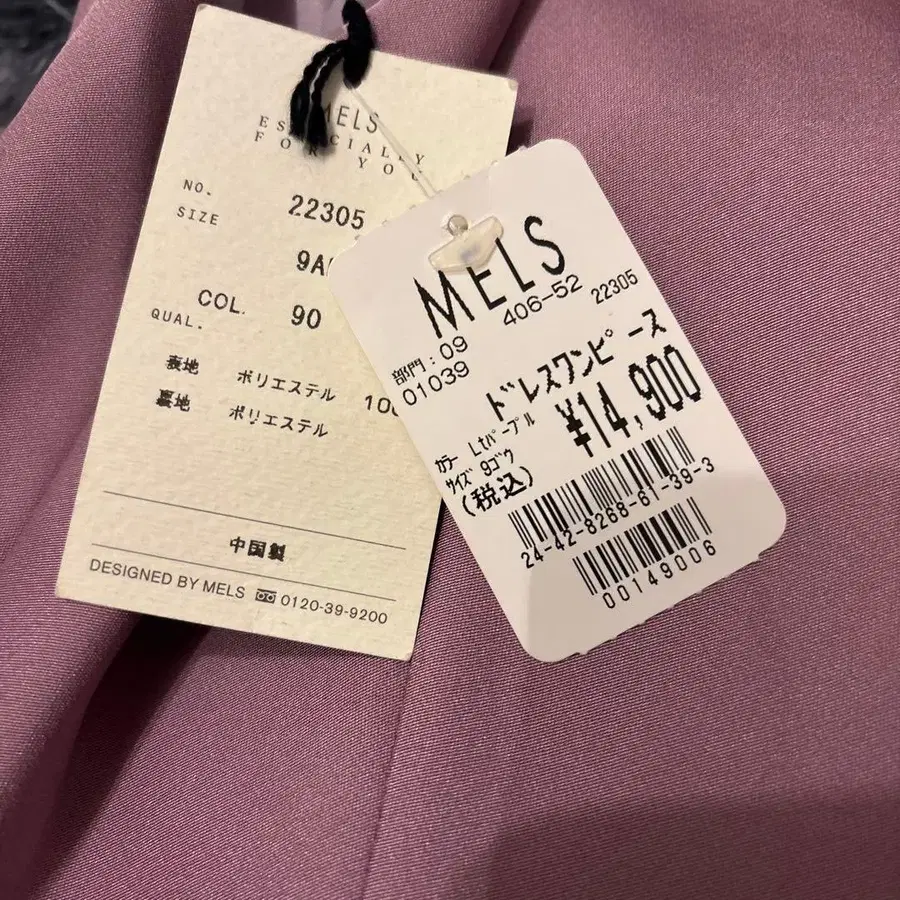 MELS
ESPECIALLY
FOR YOU
NO. 22305
SIZE 9A
COL. 90
QUAL.
表地 ポリエステル 10
裏地 ポリエステル
中国製
DESIGNED BY MELS 0120-39-9200
MELS
406-52 22305
部門:09
01039
ドレスワンピース
¥14,900
カラー Ltパープル
サイズ 9ゴウ
(税込)
24-42-8268-61-39-3
00149006